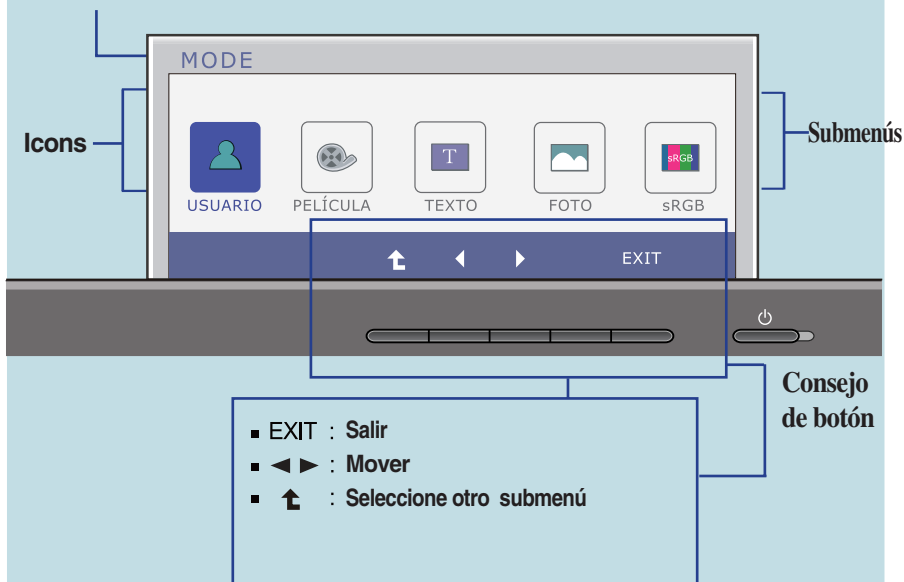 MODE
Icons
Submenús
T
sRGB
USUARIO PELÍCULA TEXTO FOTO sRGB
EXIT
Consejo
de botón
EXIT : Salir
◄ ► : Mover
: Seleccione otro submenú